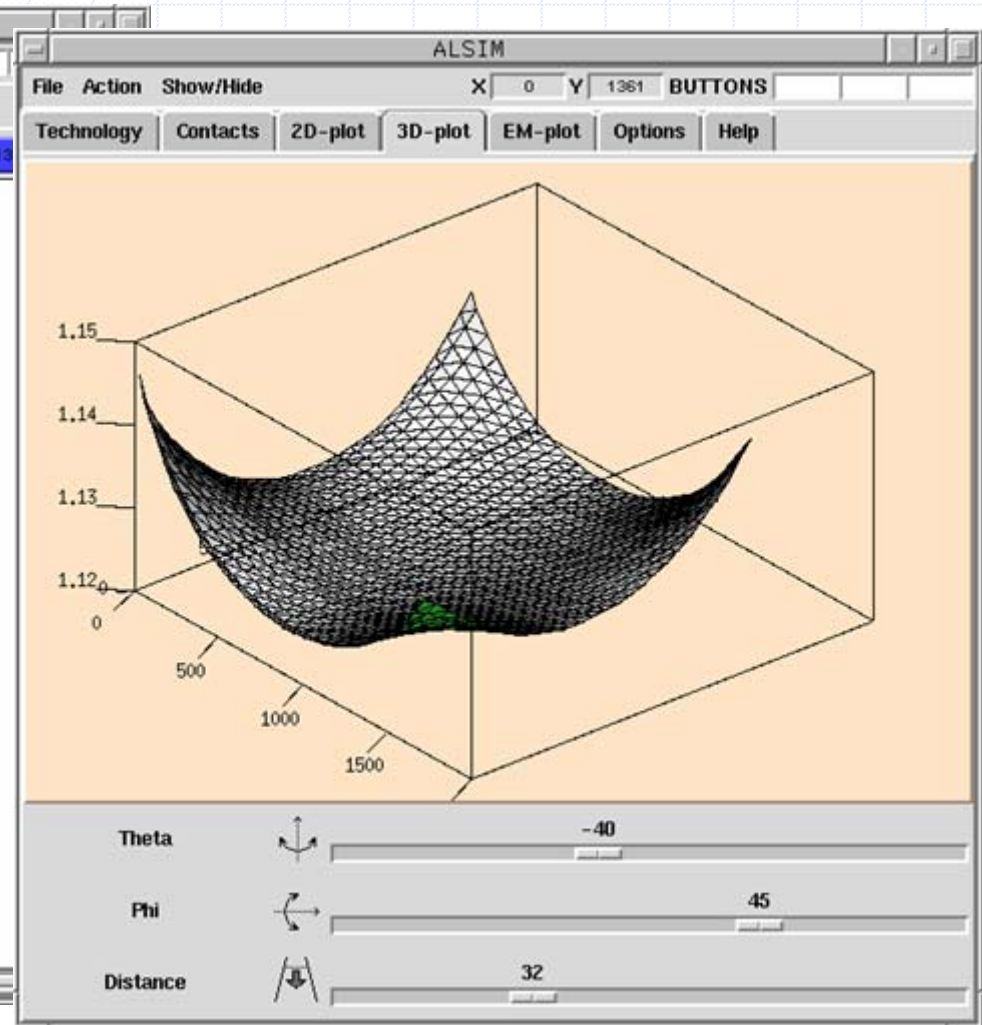 ALSIM
File Action Show/Hide X 0 Y 1361 BUTTONS
Technology Contacts 2D-plot 3D-plot EM-plot Options Help
1.15
1.14
1.13
1.12 0
0
500
1000
1500
Theta -40
Phi 45
Distance 32